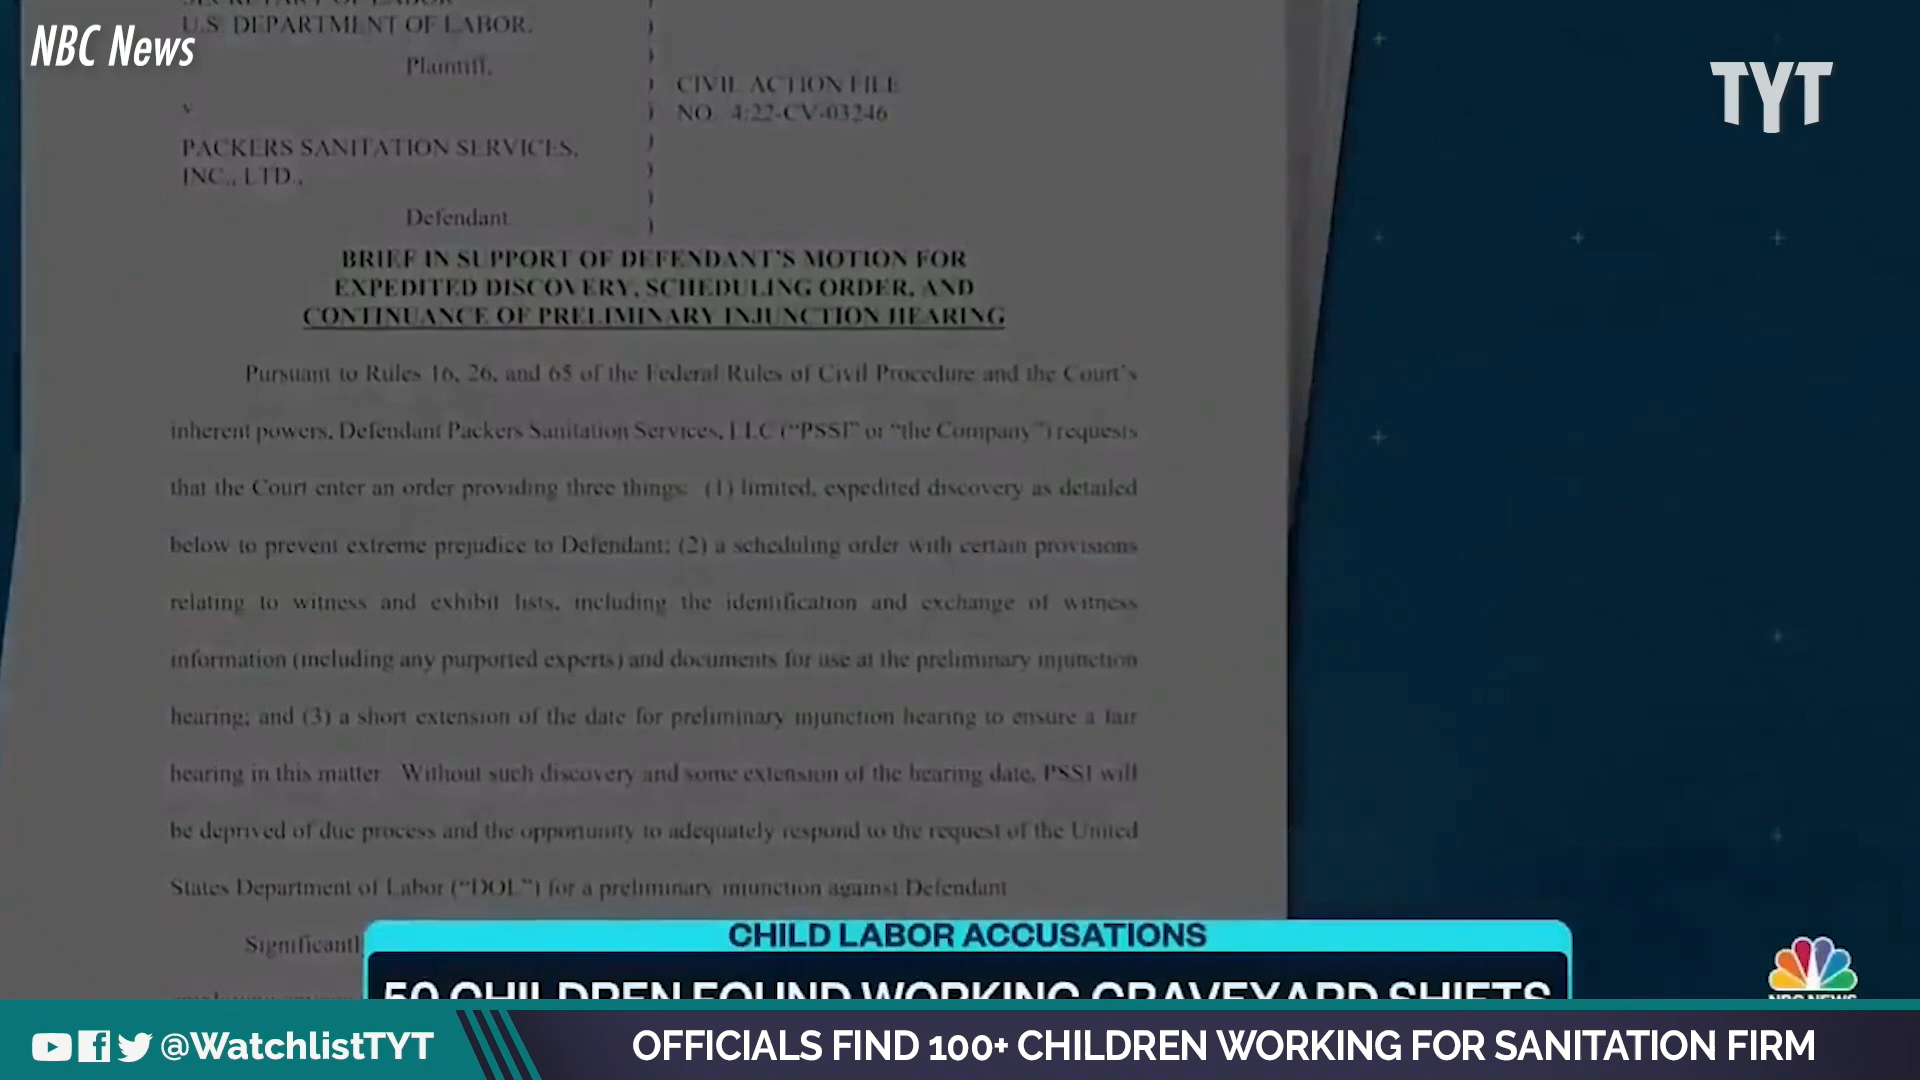 NBC News
TYT
U.S. DEPARTMENT OF LABOR,
Plaintiff,
v
PACKERS SANITATION SERVICES,
INC., LTD.,
Defendant
)
)
)
)
)
)
)
)
)
CIVIL ACTION FILE
NO. 4:22-CV-03246
BRIEF IN SUPPORT OF DEFENDANT'S MOTION FOR
EXPEDITED DISCOVERY, SCHEDULING ORDER, AND
CONTINUANCE OF PRELIMINARY INJUNCTION HEARING
Pursuant to Rules 16, 26, and 65 of the Federal Rules of Civil Procedure and the Court's
inherent powers, Defendant Packers Sanitation Services, LLC ("PSSI" or "the Company") requests
that the Court enter an order providing three things: (1) limited, expedited discovery as detailed
below to prevent extreme prejudice to Defendant; (2) a scheduling order with certain provisions
relating to witness and exhibit lists, including the identification and exchange of witness
information (including any purported experts) and documents for use at the preliminary injunction
hearing; and (3) a short extension of the date for preliminary injunction hearing to ensure a fair
hearing in this matter. Without such discovery and some extension of the hearing date, PSSI will
be deprived of due process and the opportunity to adequately respond to the request of the United
States Department of Labor ("DOL") for a preliminary injunction against Defendant
CHILD LABOR ACCUSATIONS
50 CHILDREN FOUND WORKING GRAVEYARD SHIFTS
NBC NEWS
@WatchlistTYT
OFFICIALS FIND 100+ CHILDREN WORKING FOR SANITATION FIRM